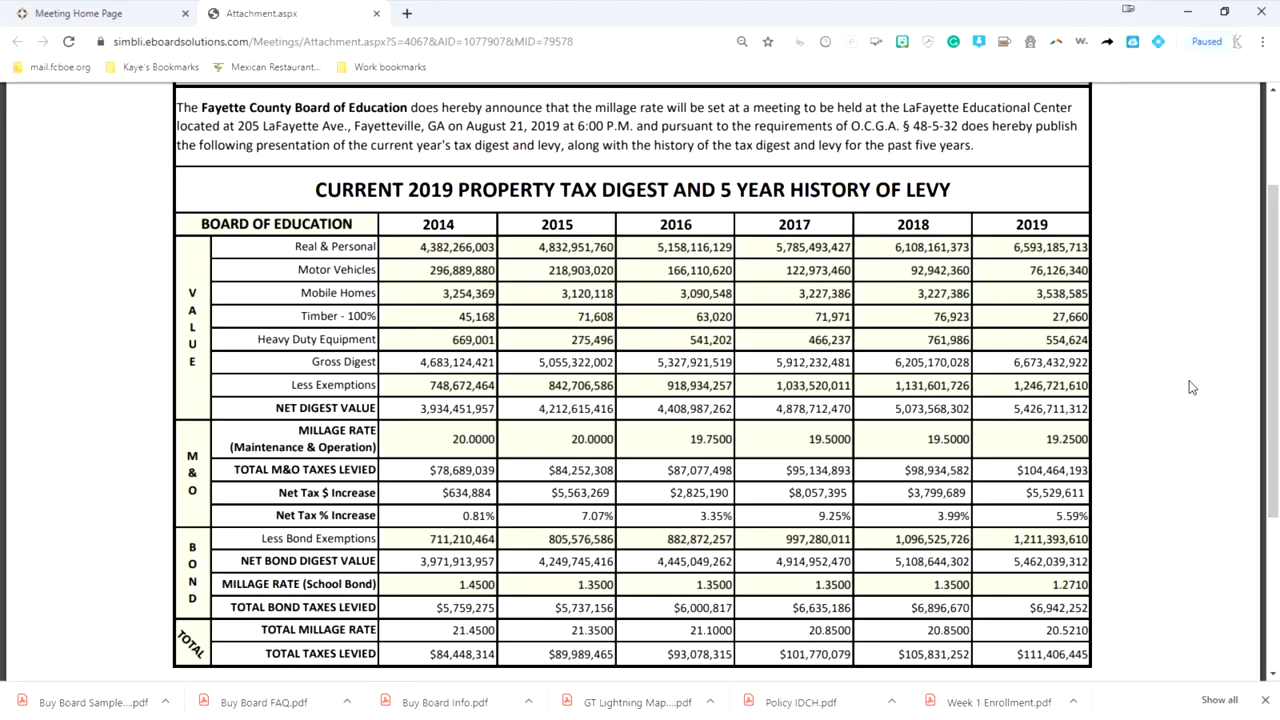 Meeting Home Page
Attachment.aspx
simbli.eboardsolutions.com/Meetings/Attachment.aspx?S=4067&AID=1077907&MID=79578
Paused
mail.fcboe.org Kaye's Bookmarks Mexican Restaurant... Work bookmarks
The Fayette County Board of Education does hereby announce that the millage rate will be set at a meeting to be held at the LaFayette Educational Center
located at 205 LaFayette Ave., Fayetteville, GA on August 21, 2019 at 6:00 P.M. and pursuant to the requirements of O.C.G.A. § 48-5-32 does hereby publish
the following presentation of the current year's tax digest and levy, along with the history of the tax digest and levy for the past five years.
CURRENT 2019 PROPERTY TAX DIGEST AND 5 YEAR HISTORY OF LEVY
BOARD OF EDUCATION 2014 2015 2016 2017 2018 2019
VALUE
Real & Personal 4,382,266,003 4,832,951,760 5,158,116,129 5,785,493,427 6,108,161,373 6,593,185,713
Motor Vehicles 296,889,880 218,903,020 166,110,620 122,973,460 92,942,360 76,126,340
Mobile Homes 3,254,369 3,120,118 3,090,548 3,227,386 3,227,386 3,538,585
Timber - 100% 45,168 71,608 63,020 71,971 76,923 27,660
Heavy Duty Equipment 669,001 275,496 541,202 466,237 761,986 554,624
Gross Digest 4,683,124,421 5,055,322,002 5,327,921,519 5,912,232,481 6,205,170,028 6,673,432,922
Less Exemptions 748,672,464 842,706,586 918,934,257 1,033,520,011 1,131,601,726 1,246,721,610
NET DIGEST VALUE 3,934,451,957 4,212,615,416 4,408,987,262 4,878,712,470 5,073,568,302 5,426,711,312
M&O
MILLAGE RATE
(Maintenance & Operation) 20.0000 20.0000 19.7500 19.5000 19.5000 19.2500
TOTAL M&O TAXES LEVIED $78,689,039 $84,252,308 $87,077,498 $95,134,893 $98,934,582 $104,464,193
Net Tax $ Increase $634,884 $5,563,269 $2,825,190 $8,057,395 $3,799,689 $5,529,611
Net Tax % Increase 0.81% 7.07% 3.35% 9.25% 3.99% 5.59%
BOND
Less Bond Exemptions 711,210,464 805,576,586 882,872,257 997,280,011 1,096,525,726 1,211,393,610
NET BOND DIGEST VALUE 3,971,913,957 4,249,745,416 4,445,049,262 4,914,952,470 5,108,644,301 5,462,039,312
MILLAGE RATE (School Bond) 1.4500 1.3500 1.3500 1.3500 1.3500 1.2710
TOTAL BOND TAXES LEVIED $5,759,275 $5,737,156 $6,000,817 $6,635,186 $6,896,670 $6,942,252
TOTAL
TOTAL MILLAGE RATE 21.4500 21.3500 21.1000 20.8500 20.8500 20.5210
TOTAL TAXES LEVIED $84,448,314 $89,989,465 $93,078,315 $101,770,079 $105,831,252 $111,406,445
Buy Board Sample....pdf Buy Board FAQ.pdf Buy Board Info.pdf GT Lightning Map....pdf Policy IDCH.pdf Week 1 Enrollment.pdf Show all